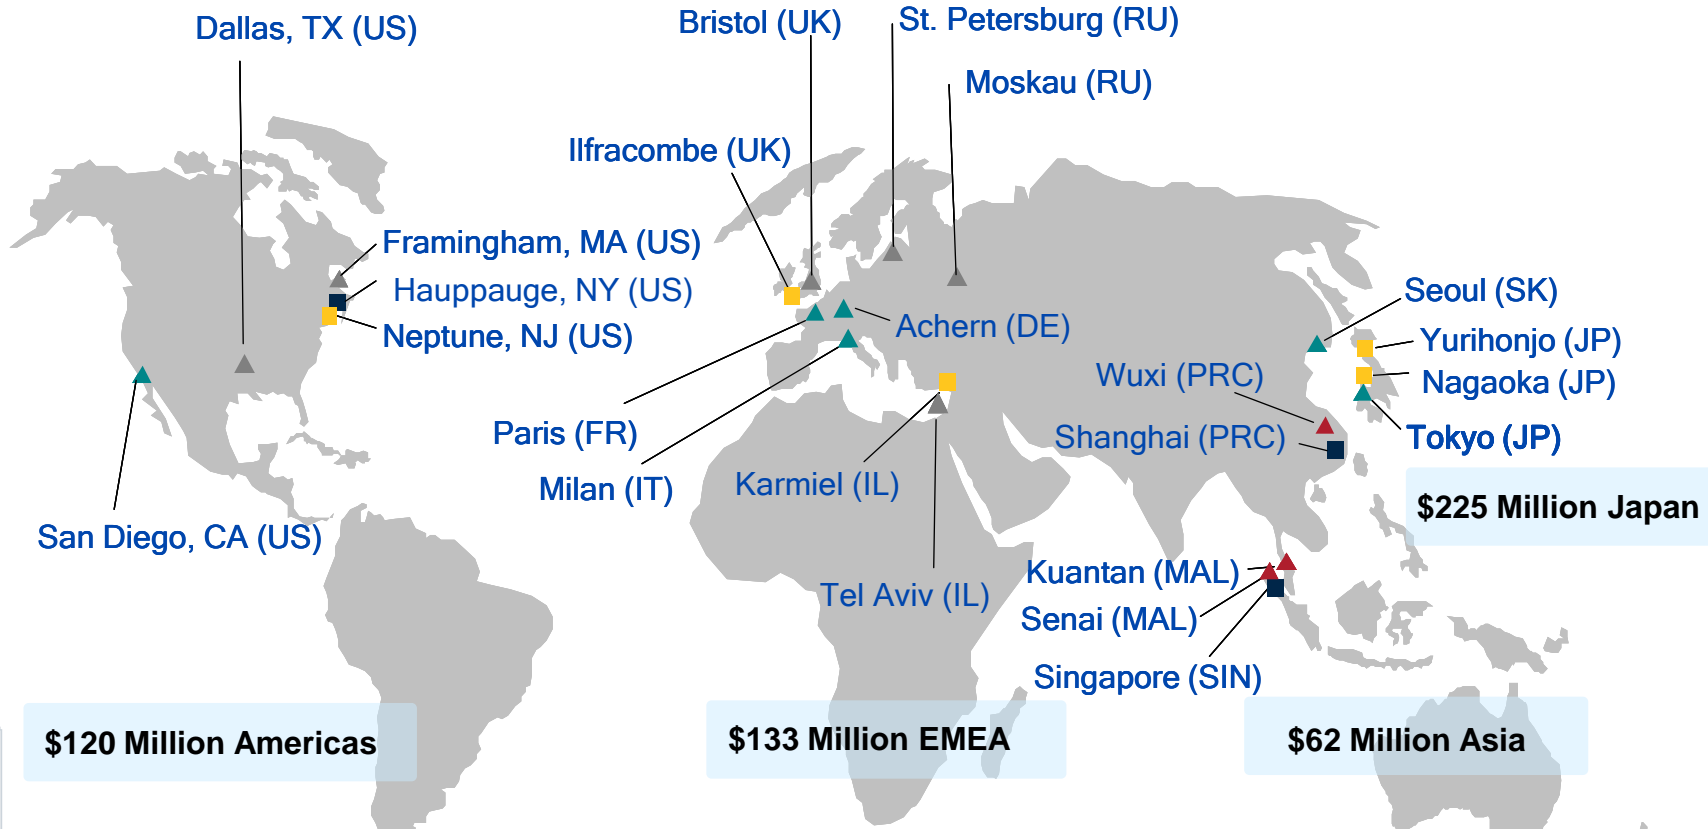 Dallas, TX (US)
Bristol (UK)
St. Petersburg (RU)
Moskau (RU)
Ilfracombe (UK)
Framingham, MA (US)
Hauppauge, NY (US)
Neptune, NJ (US)
Achern (DE)
Seoul (SK)
Yurihonjo (JP)
Nagaoka (JP)
Tokyo (JP)
Wuxi (PRC)
Shanghai (PRC)
Paris (FR)
Milan (IT)
Karmiel (IL)
San Diego, CA (US)
$225 Million Japan
Tel Aviv (IL)
Kuantan (MAL)
Senai (MAL)
Singapore (SIN)
$120 Million Americas
$133 Million EMEA
$62 Million Asia